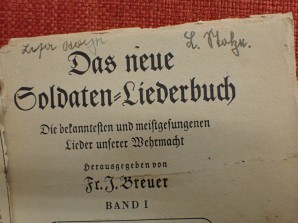 Das neue
Soldaten-Liederbuch
Die bekanntesten und meistgesungenen
Lieder unserer Wehrmacht
Herausgegeben von
Fr. J. Breuer
BAND I